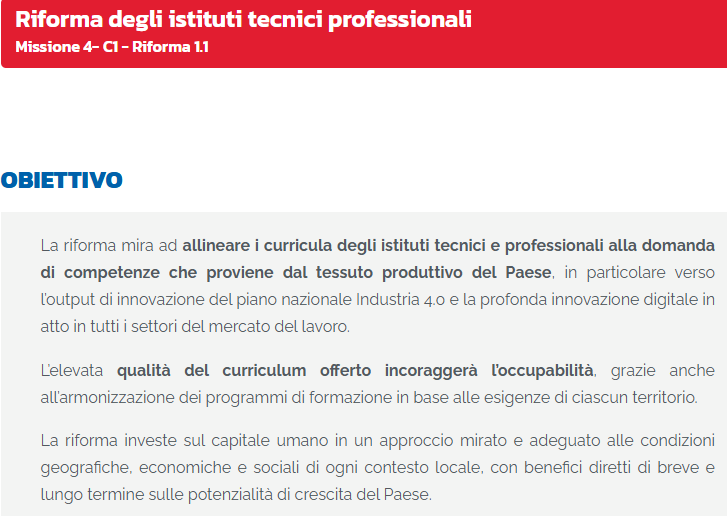 Riforma degli istituti tecnici professionali
Missione 4- C1 - Riforma 1.1
OBIETTIVO
La riforma mira ad allineare i curricula degli istituti tecnici e professionali alla domanda
di competenze che proviene dal tessuto produttivo del Paese, in particolare verso
l'output di innovazione del piano nazionale Industria 4.0 e la profonda innovazione digitale in
atto in tutti i settori del mercato del lavoro.
L'elevata qualità del curriculum offerto incoraggerà l'occupabilità, grazie anche
all'armonizzazione dei programmi di formazione in base alle esigenze di ciascun territorio.
La riforma investe sul capitale umano in un approccio mirato e adeguato alle condizioni
geografiche, economiche e sociali di ogni contesto locale, con benefici diretti di breve e
lungo termine sulle potenzialità di crescita del Paese.